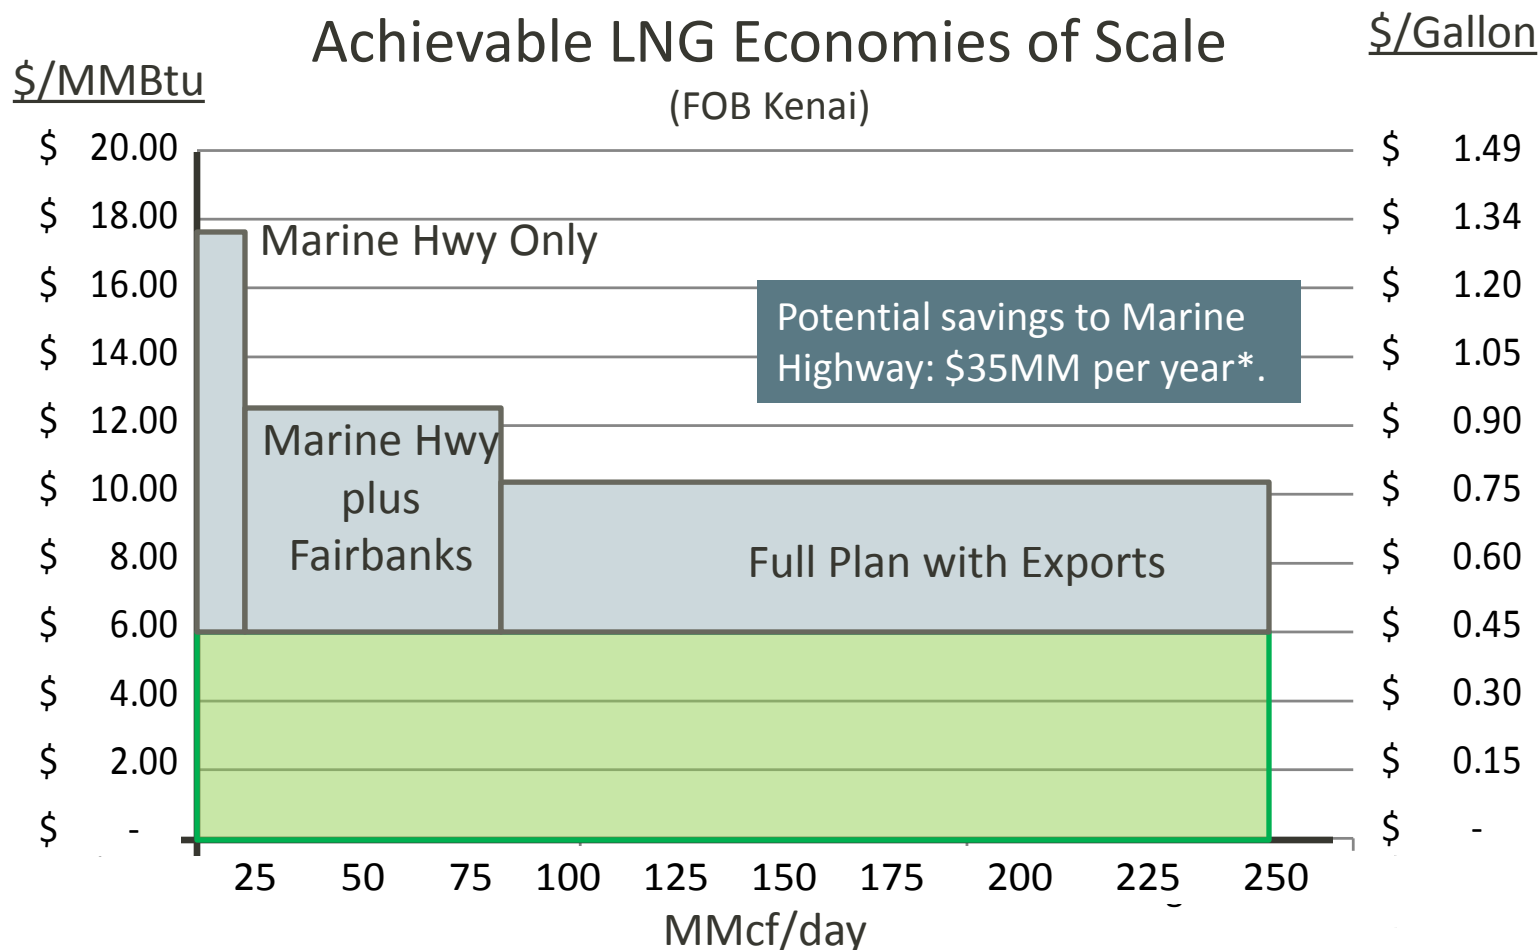 Achievable LNG Economies of Scale
(FOB Kenai)
$/MMBtu
$/Gallon
$ 20.00
$ 18.00
$ 16.00
$ 14.00
$ 12.00
$ 10.00
$ 8.00
$ 6.00
$ 4.00
$ 2.00
$ -
Marine Hwy Only
Potential savings to Marine
Highway: $35MM per year*.
Marine Hwy
plus
Fairbanks
Full Plan with Exports
$ 1.49
$ 1.34
$ 1.20
$ 1.05
$ 0.90
$ 0.75
$ 0.60
$ 0.45
$ 0.30
$ 0.15
$ -
25 50 75 100 125 150 175 200 225 250
MMcf/day